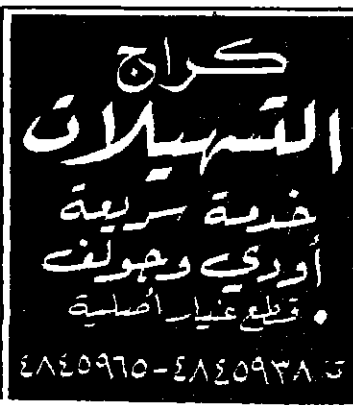 كراج
التسهيلات
خدمة سريعة
أودي وجولف
• قطع غيار أصلية
ت ٤٨٤٥٩٣٨-٤٨٤٥٩٦٥